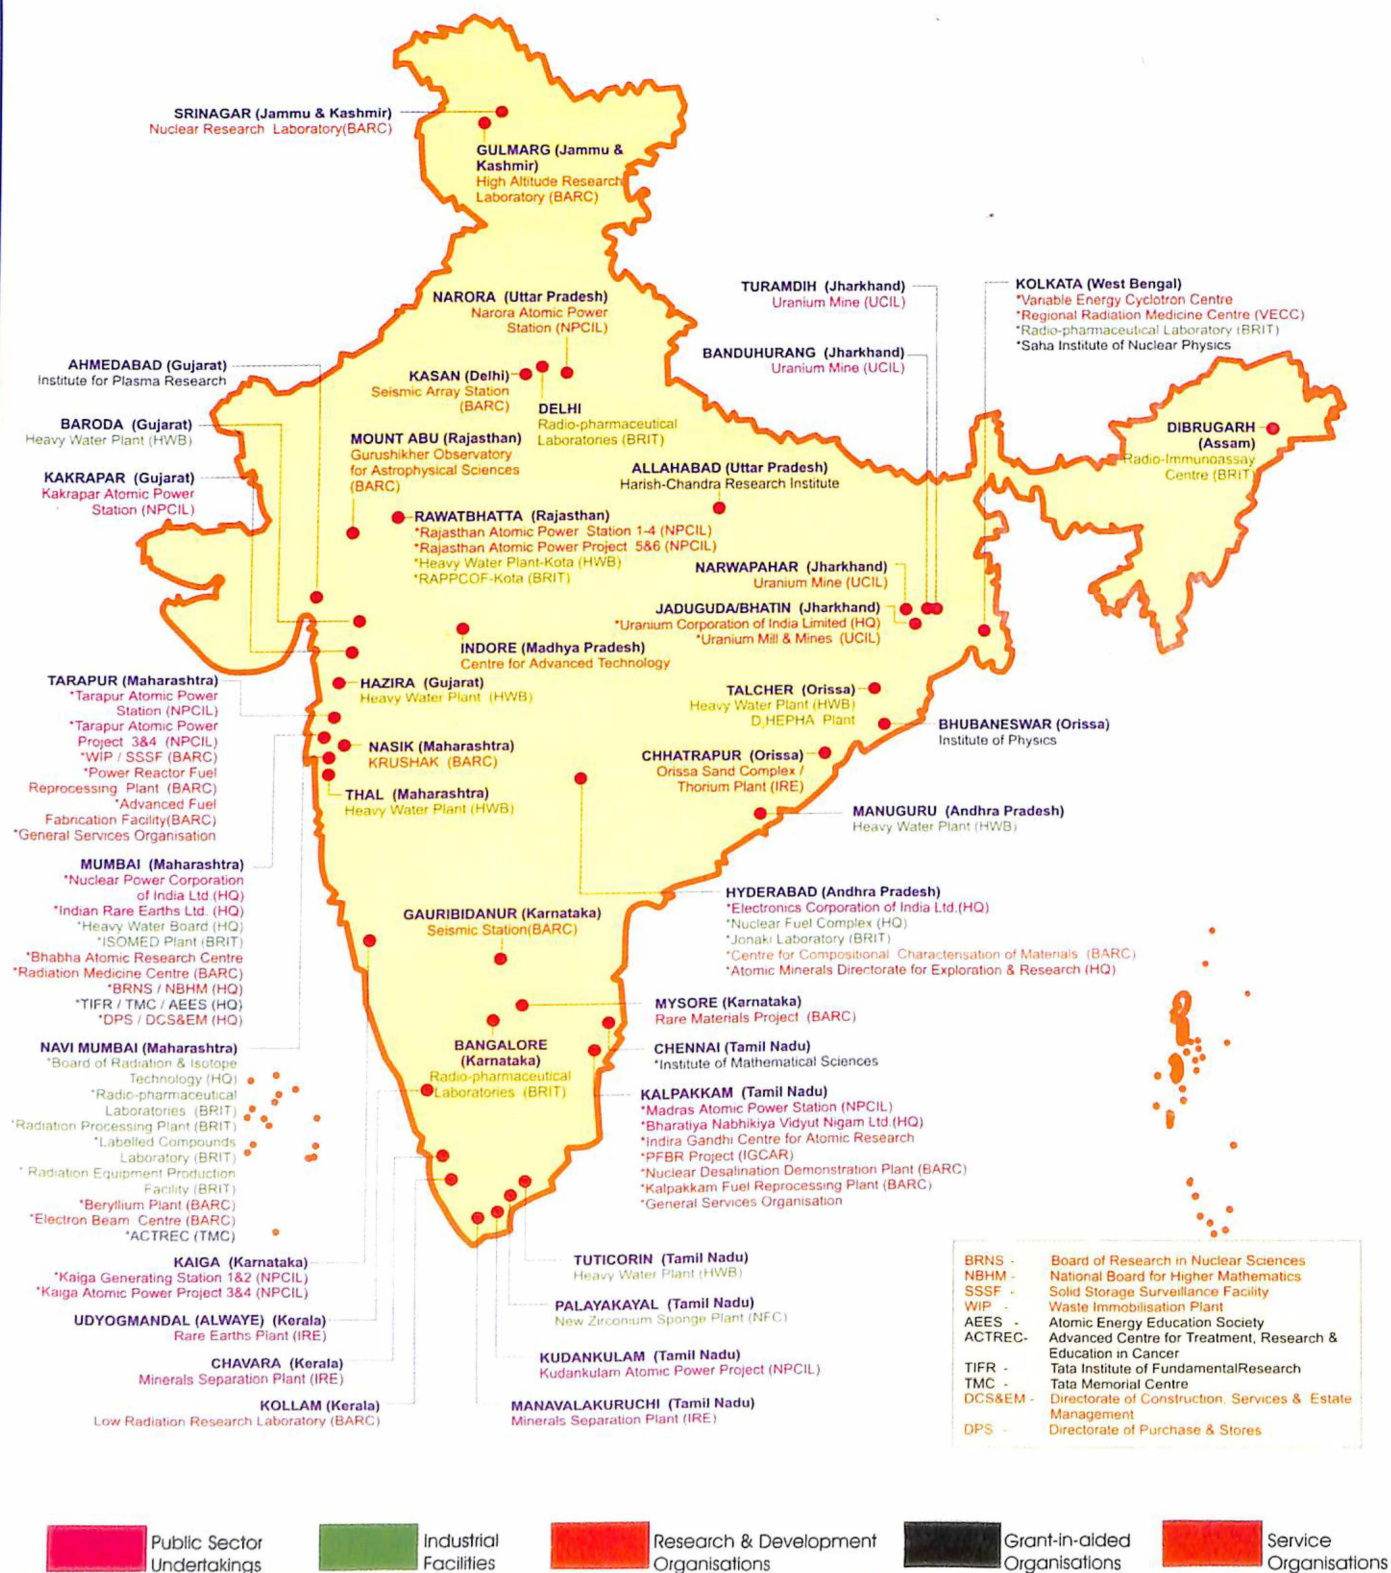 SRINAGAR (Jammu & Kashmir)
Nuclear Research Laboratory(BARC)
GULMARG (Jammu &
Kashmir)
High Altitude Research
Laboratory (BARC)
NARORA (Uttar Pradesh)
Narora Atomic Power
Station (NPCIL)
TURAMDIH (Jharkhand)
Uranium Mine (UCIL)
KOLKATA (West Bengal)
*Variable Energy Cyclotron Centre
*Regional Radiation Medicine Centre (VECC)
*Radio-pharmaceutical Laboratory (BRIT)
*Saha Institute of Nuclear Physics
BANDUHURANG (Jharkhand)
Uranium Mine (UCIL)
AHMEDABAD (Gujarat)
Institute for Plasma Research
KASAN (Delhi)
Seismic Array Station
(BARC)
DELHI
Radio-pharmaceutical
Laboratories (BRIT)
BARODA (Gujarat)
Heavy Water Plant (HWB)
MOUNT ABU (Rajasthan)
Gurushikher Observatory
for Astrophysical Sciences
(BARC)
DIBRUGARH
(Assam)
Radio-Immunoassay
Centre (BRIT)
KAKRAPAR (Gujarat)
Kakrapar Atomic Power
Station (NPCIL)
ALLAHABAD (Uttar Pradesh)
Harish-Chandra Research Institute
RAWATBHATTA (Rajasthan)
*Rajasthan Atomic Power Station 1-4 (NPCIL)
*Rajasthan Atomic Power Project 5&6 (NPCIL)
*Heavy Water Plant-Kota (HWB)
*RAPPCOF-Kota (BRIT)
NARWAPAHAR (Jharkhand)
Uranium Mine (UCIL)
JADUGUDA/BHATIN (Jharkhand)
*Uranium Corporation of India Limited (HQ)
*Uranium Mill & Mines (UCIL)
INDORE (Madhya Pradesh)
Centre for Advanced Technology
HAZIRA (Gujarat)
Heavy Water Plant (HWB)
TARAPUR (Maharashtra)
*Tarapur Atomic Power
Station (NPCIL)
*Tarapur Atomic Power
Project 3&4 (NPCIL)
*WIP / SSSF (BARC)
*Power Reactor Fuel
Reprocessing Plant (BARC)
*Advanced Fuel
Fabrication Facility(BARC)
*General Services Organisation
TALCHER (Orissa)
Heavy Water Plant (HWB)
D,HEPHA Plant
BHUBANESWAR (Orissa)
Institute of Physics
NASIK (Maharashtra)
KRUSHAK (BARC)
CHHATRAPUR (Orissa)
Orissa Sand Complex /
Thorium Plant (IRE)
THAL (Maharashtra)
Heavy Water Plant (HWB)
MANUGURU (Andhra Pradesh)
Heavy Water Plant (HWB)
MUMBAI (Maharashtra)
*Nuclear Power Corporation
of India Ltd (HQ)
*Indian Rare Earths Ltd. (HQ)
*Heavy Water Board (HQ)
*ISOMED Plant (BRIT)
*Bhabha Atomic Research Centre
*Radiation Medicine Centre (BARC)
*BRNS / NBHM (HQ)
*TIFR / TMC / AEES (HQ)
*DPS / DCS&EM (HQ)
HYDERABAD (Andhra Pradesh)
*Electronics Corporation of India Ltd.(HQ)
*Nuclear Fuel Complex (HQ)
*Jonaki Laboratory (BRIT)
*Centre for Compositional Characterisation of Materials (BARC)
*Atomic Minerals Directorate for Exploration & Research (HQ)
GAURIBIDANUR (Karnataka)
Seismic Station(BARC)
MYSORE (Karnataka)
Rare Materials Project (BARC)
NAVI MUMBAI (Maharashtra)
*Board of Radiation & Isotope
Technology (HQ)
*Radio-pharmaceutical
Laboratories (BRIT)
*Radiation Processing Plant (BRIT)
*Labelled Compounds
Laboratory (BRIT)
* Radiation Equipment Production
Facility (BRIT)
*Beryllium Plant (BARC)
*Electron Beam Centre (BARC)
*ACTREC (TMC)
BANGALORE
(Karnataka)
Radio-pharmaceutical
Laboratories (BRIT)
CHENNAI (Tamil Nadu)
*Institute of Mathematical Sciences
KALPAKKAM (Tamil Nadu)
*Madras Atomic Power Station (NPCIL)
*Bharatiya Nabhikiya Vidyut Nigam Ltd.(HQ)
*Indira Gandhi Centre for Atomic Research
*PFBR Project (IGCAR)
*Nuclear Desalination Demonstration Plant (BARC)
*Kalpakkam Fuel Reprocessing Plant (BARC)
*General Services Organisation
KAIGA (Karnataka)
*Kaiga Generating Station 1&2 (NPCIL)
*Kaiga Atomic Power Project 3&4 (NPCIL)
UDYOGMANDAL (ALWAYE) (Kerala)
Rare Earths Plant (IRE)
CHAVARA (Kerala)
Minerals Separation Plant (IRE)
KOLLAM (Kerala)
Low Radiation Research Laboratory (BARC)
TUTICORIN (Tamil Nadu)
Heavy Water Plant (HWB)
PALAYAKAYAL (Tamil Nadu)
New Zirconium Sponge Plant (NFC)
KUDANKULAM (Tamil Nadu)
Kudankulam Atomic Power Project (NPCIL)
MANAVALAKURUCHI (Tamil Nadu)
Minerals Separation Plant (IRE)
BRNS - Board of Research in Nuclear Sciences
NBHM - National Board for Higher Mathematics
SSSF - Solid Storage Surveillance Facility
WIP - Waste Immobilisation Plant
AEES - Atomic Energy Education Society
ACTREC- Advanced Centre for Treatment, Research &
Education in Cancer
TIFR - Tata Institute of FundamentalResearch
TMC - Tata Memorial Centre
DCS&EM - Directorate of Construction, Services & Estate
Management
DPS - Directorate of Purchase & Stores
Public Sector
Undertakings
Industrial
Facilities
Research & Development
Organisations
Grant-in-aided
Organisations
Service
Organisations